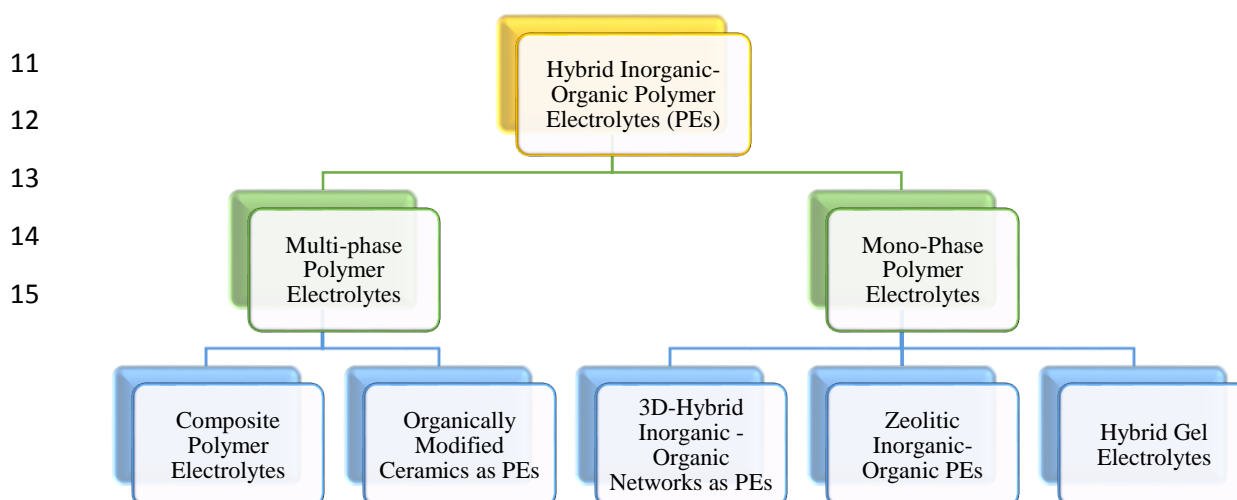 11
12
13
14
15
Hybrid Inorganic-
Organic Polymer
Electrolytes (PEs)
Multi-phase
Polymer
Electrolytes
Mono-Phase
Polymer
Electrolytes
Composite
Polymer
Electrolytes
Organically
Modified
Ceramics as PEs
3D-Hybrid
Inorganic -
Organic
Networks as PEs
Zeolitic
Inorganic-
Organic PEs
Hybrid Gel
Electrolytes